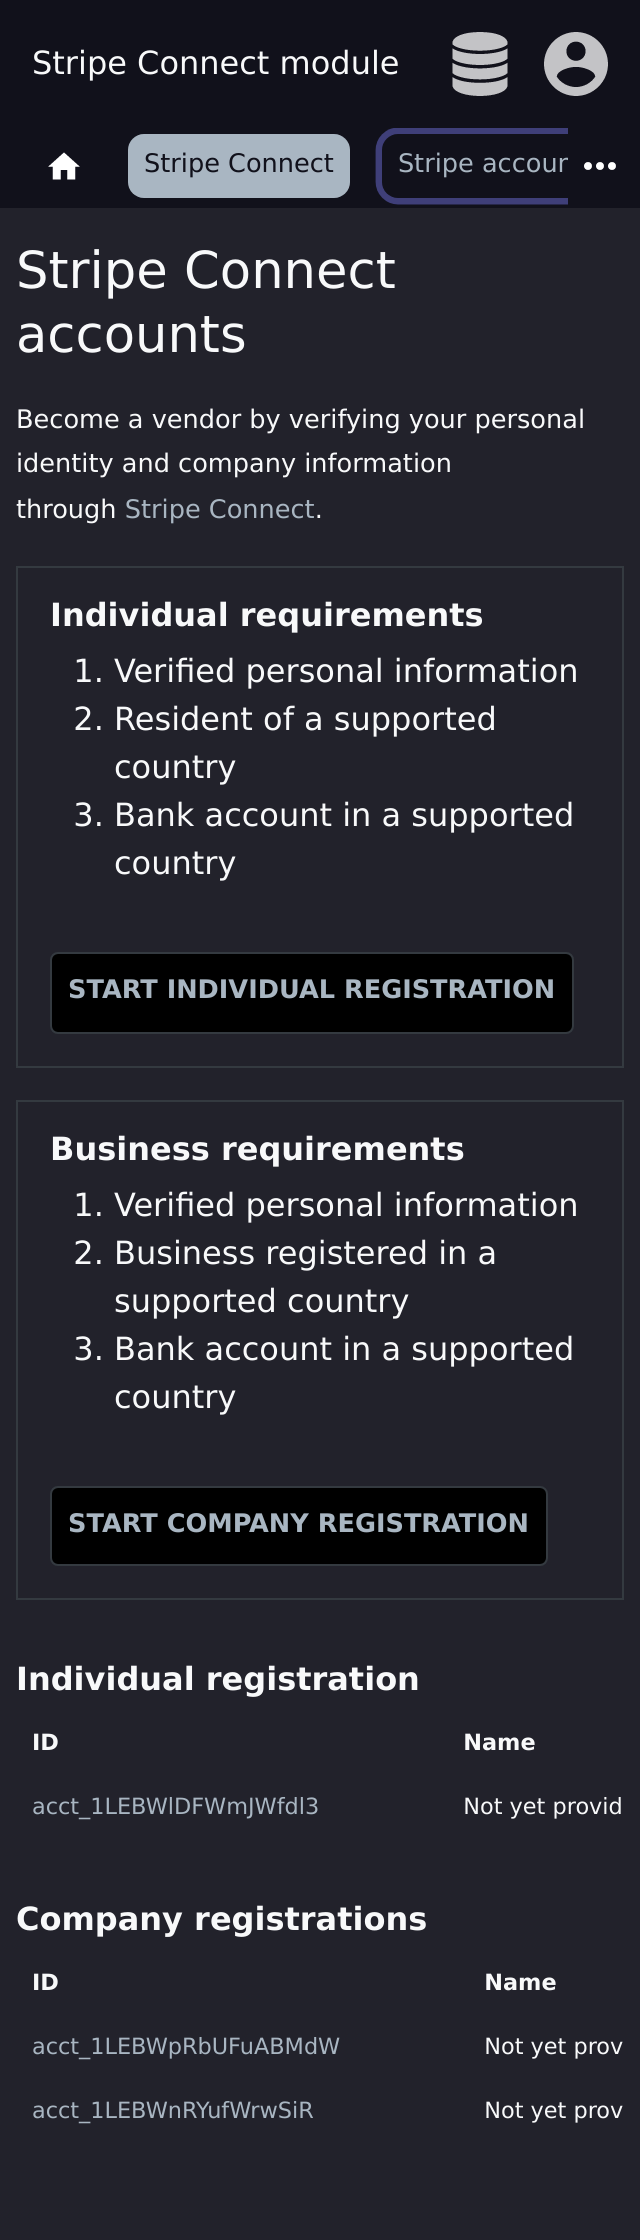 Stripe Connect module
Stripe Connect
Stripe accour
Stripe Connect
accounts
Become a vendor by verifying your personal
identity and company information
through Stripe Connect.
Individual requirements
1. Verified personal information
2. Resident of a supported
country
3. Bank account in a supported
country
START INDIVIDUAL REGISTRATION
Business requirements
1. Verified personal information
2. Business registered in a
supported country
3. Bank account in a supported
country
START COMPANY REGISTRATION
Individual registration
ID Name
acct_1LEBWlDFWmJWfdl3 Not yet provid
Company registrations
ID Name
acct_1LEBWpRbUFuABMdW Not yet prov
acct_1LEBWnRYufWrwSiR Not yet prov